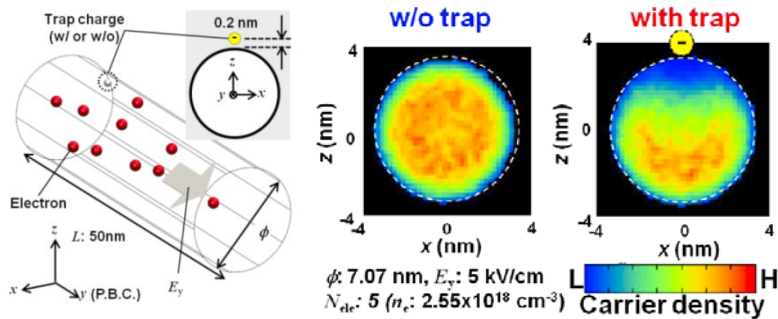 Trap charge
(w/ or w/o)
0.2 nm
-
z
y
x
Electron
L: 50nm
E_y
ϕ
z
x
y (P.B.C.)
w/o trap
4
0
-4
z (nm)
-4
0
4
x (nm)
with trap
-
4
0
-4
z (nm)
-4
0
4
x (nm)
ϕ: 7.07 nm, E_y: 5 kV/cm
N_ele: 5 (n_e: 2.55x10^18 cm^-3)
L
H
Carrier density